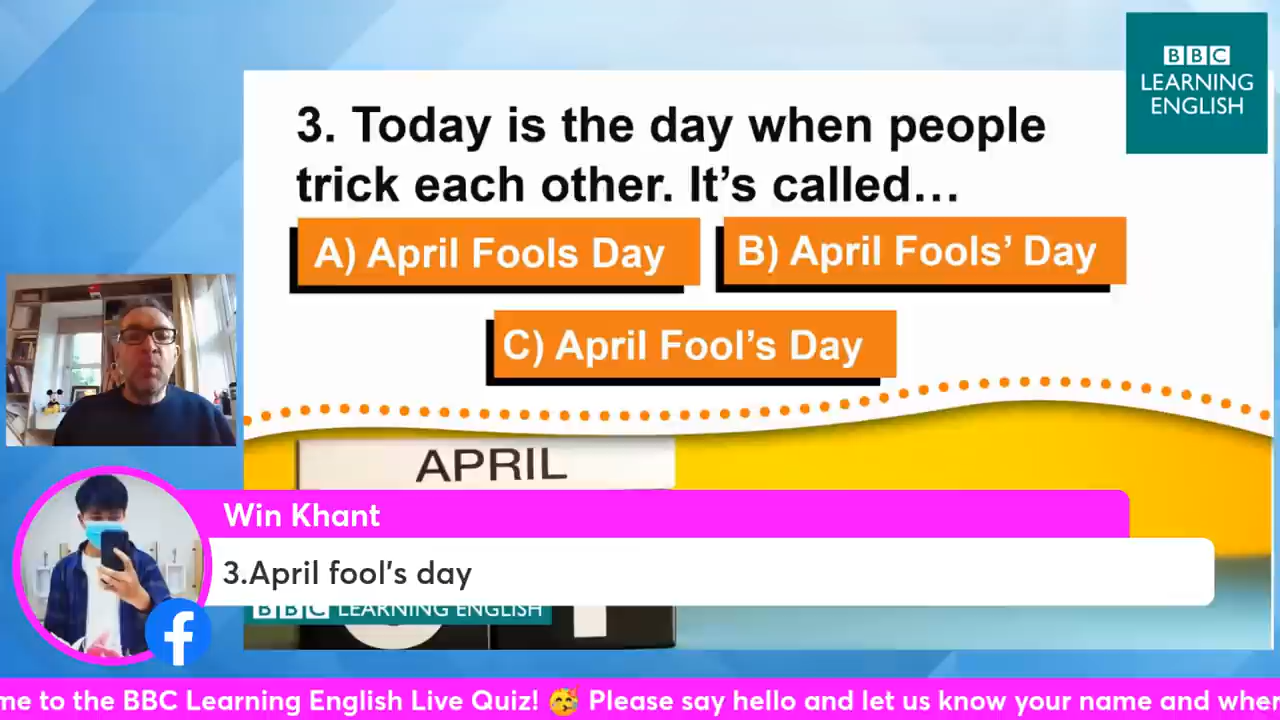 BBC
LEARNING
ENGLISH
3. Today is the day when people
trick each other. It’s called…
A) April Fools Day
B) April Fools’ Day
C) April Fool’s Day
APRIL
Win Khant
3.April fool's day
BBC LEARNING ENGLISH
me to the BBC Learning English Live Quiz! 🥳 Please say hello and let us know your name and wher